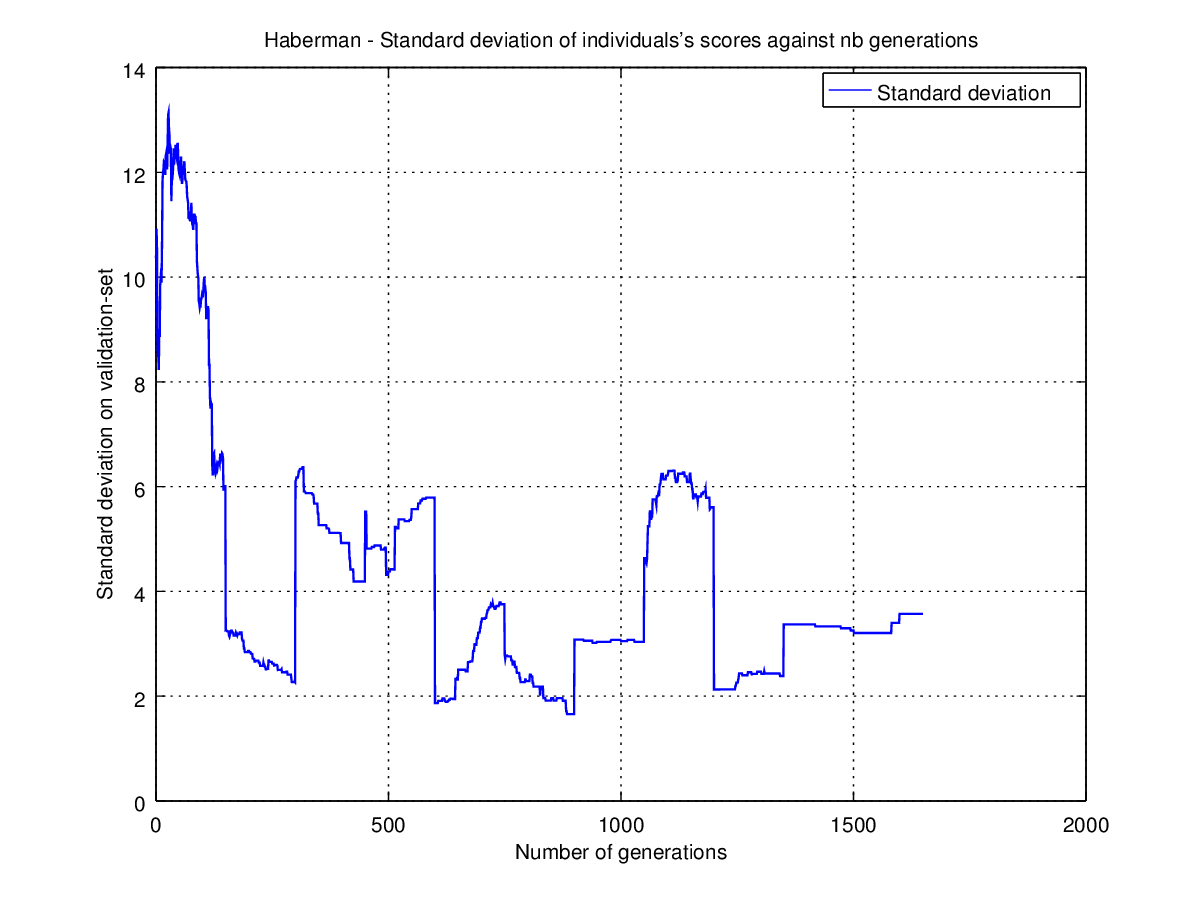 Haberman - Standard deviation of individuals's scores against nb generations
Standard deviation
14
12
10
8
6
4
2
0
Standard deviation on validation-set
0 500 1000 1500 2000
Number of generations